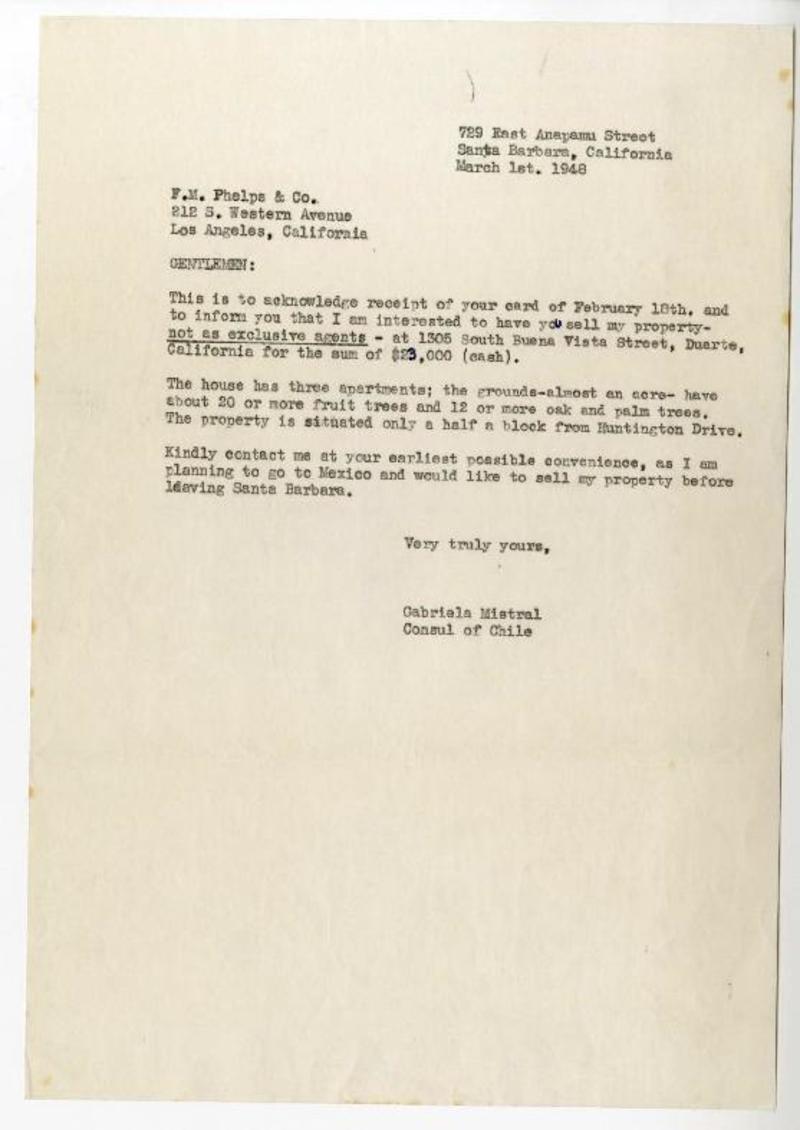 729 East Anapamu Street
Santa Barbara, California
March 1st. 1948
F.M. Phelps & Co.
212 S. Western Avenue
Los Angeles, California
GENTLEMEN:
This is to acknowledge receipt of your card of February 18th. and
to inform you that I am interested to have you sell my property-
not as exclusive agents - at 1305 South Buena Vista Street, Duarte,
California for the sum of $23,000 (cash).
The house has three apartments; the grounds-almost an acre- have
about 20 or more fruit trees and 12 or more oak and palm trees.
The property is situated only a half a block from Huntington Drive.
Kindly contact me at your earliest possible convenience, as I am
planning to go to Mexico and would like to sell my property before
leaving Santa Barbara.
Very truly yours,
Gabriela Mistral
Consul of Chile